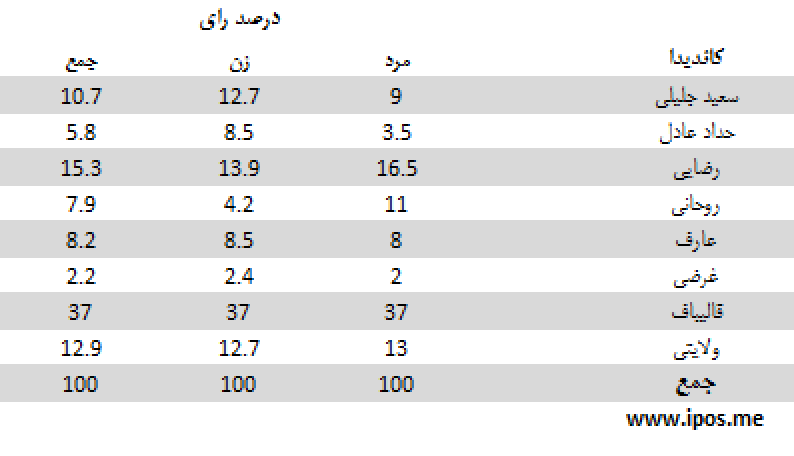 درصد رای
کاندیدا مرد زن جمع
سعید جلیلی 9 12.7 10.7
حداد عادل 3.5 8.5 5.8
رضایی 16.5 13.9 15.3
روحانی 11 4.2 7.9
عارف 8 8.5 8.2
غرضی 2 2.4 2.2
قالیباف 37 37 37
ولایتی 13 12.7 12.9
جمع 100 100 100
www.ipos.me